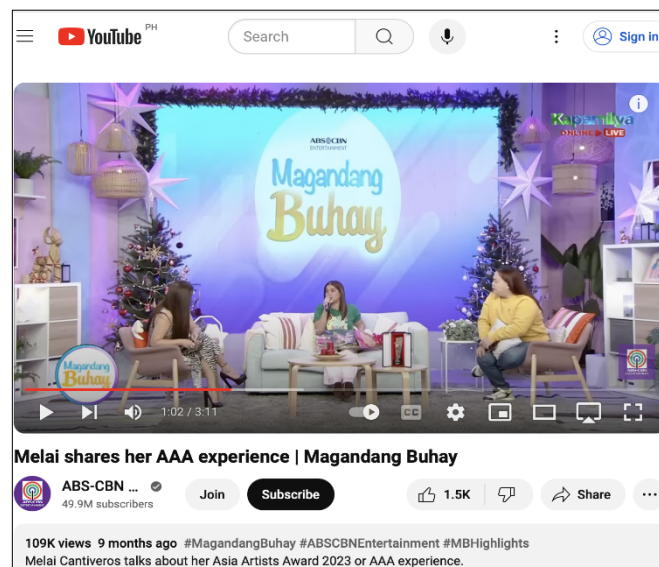 YouTube PH
Search
Sign in
Kapamilya
ONLINE LIVE
ABS-CBN
ENTERTAINMENT
Magandang
Buhay
Magandang
Buhay
1:02 / 3:11
CC
Melai shares her AAA experience | Magandang Buhay
ABS-CBN ...
49.9M subscribers
Join
Subscribe
1.5K
Share
...
109K views 9 months ago #MagandangBuhay #ABSCBNEntertainment #MBHighlights
Melai Cantiveros talks about her Asia Artists Award 2023 or AAA experience.